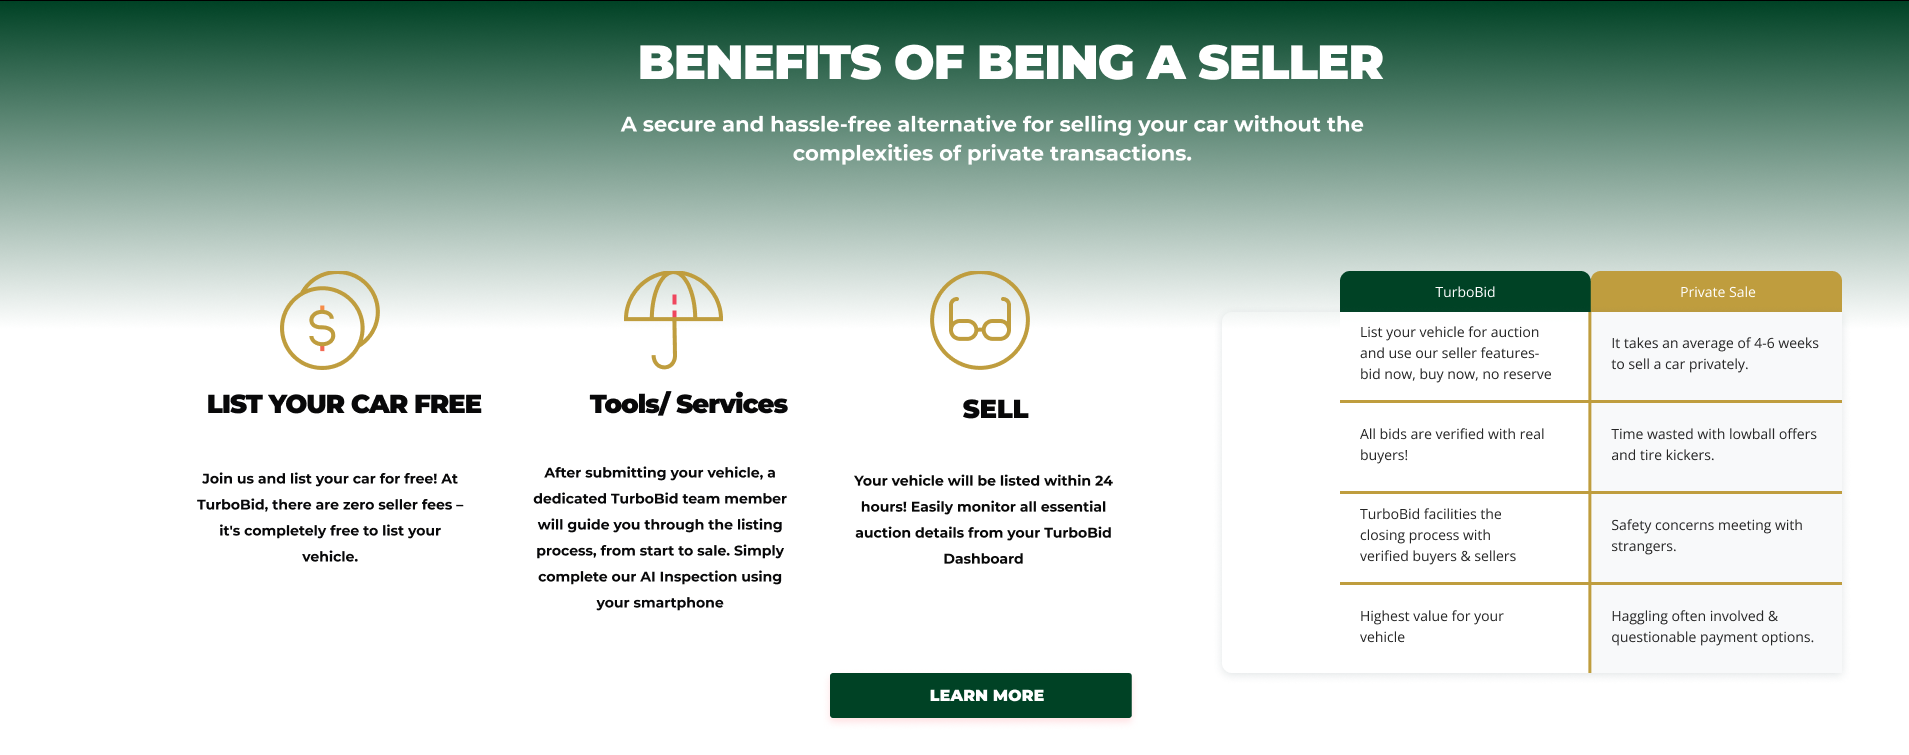 BENEFITS OF BEING A SELLER
A secure and hassle-free alternative for selling your car without the
complexities of private transactions.
$
LIST YOUR CAR FREE
Join us and list your car for free! At
TurboBid, there are zero seller fees –
it's completely free to list your
vehicle.
Tools/ Services
After submitting your vehicle, a
dedicated TurboBid team member
will guide you through the listing
process, from start to sale. Simply
complete our AI Inspection using
your smartphone
SELL
Your vehicle will be listed within 24
hours! Easily monitor all essential
auction details from your TurboBid
Dashboard
LEARN MORE
TurboBid
Private Sale
List your vehicle for auction
and use our seller features-
bid now, buy now, no reserve
It takes an average of 4-6 weeks
to sell a car privately.
All bids are verified with real
buyers!
Time wasted with lowball offers
and tire kickers.
TurboBid facilities the
closing process with
verified buyers & sellers
Safety concerns meeting with
strangers.
Highest value for your
vehicle
Haggling often involved &
questionable payment options.